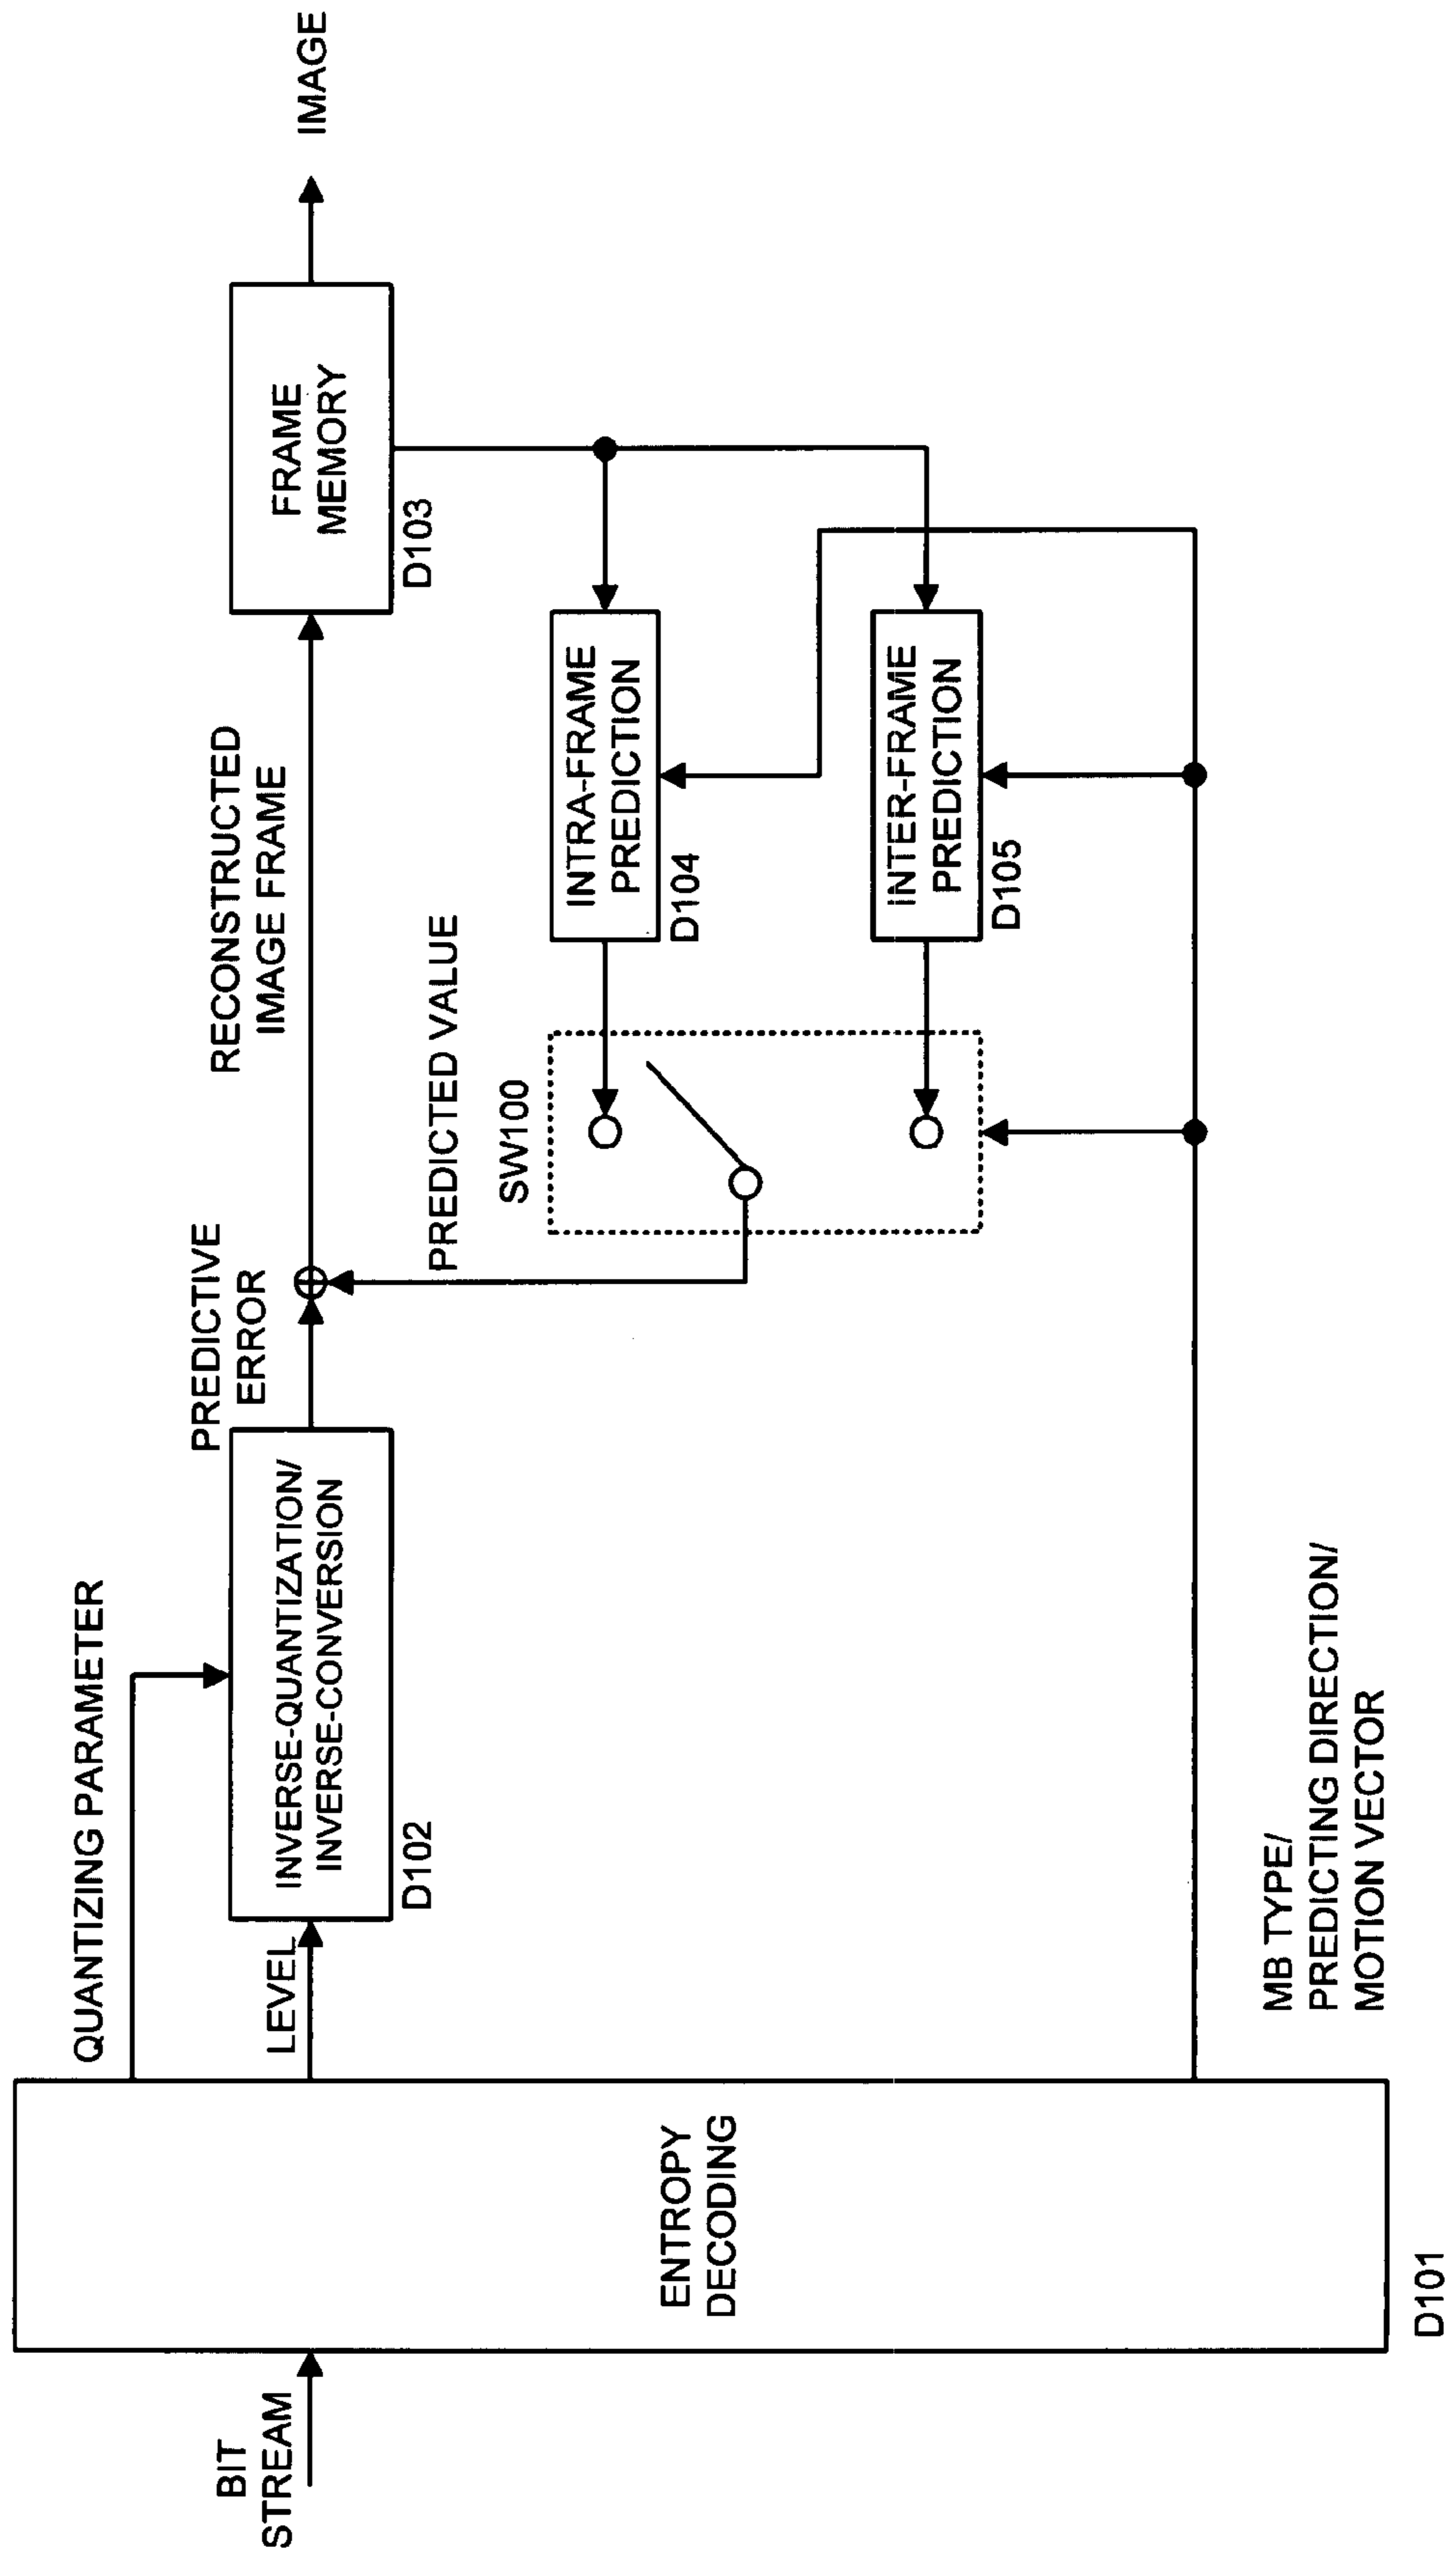 BIT
STREAM
ENTROPY
DECODING
D101
QUANTIZING PARAMETER
LEVEL
INVERSE-QUANTIZATION/
INVERSE-CONVERSION
D102
PREDICTIVE
ERROR
RECONSTRUCTED
IMAGE FRAME
FRAME
MEMORY
D103
IMAGE
PREDICTED VALUE
SW100
INTRA-FRAME
PREDICTION
D104
INTER-FRAME
PREDICTION
D105
MB TYPE/
PREDICTING DIRECTION/
MOTION VECTOR